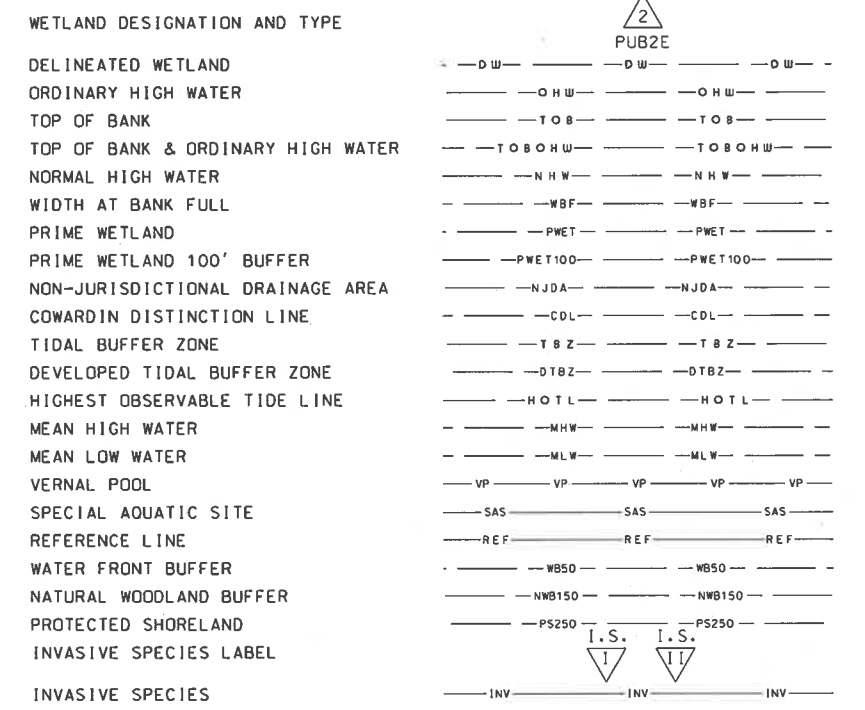 WETLAND DESIGNATION AND TYPE 2
PUB2E
DELINEATED WETLAND DW DW DW
ORDINARY HIGH WATER OHW OHW
TOP OF BANK TOB TOB
TOP OF BANK & ORDINARY HIGH WATER TOBOHW TOBOHW
NORMAL HIGH WATER NHW NHW
WIDTH AT BANK FULL WBF WBF
PRIME WETLAND PWET PWET
PRIME WETLAND 100' BUFFER PWET100 PWET100
NON-JURISDICTIONAL DRAINAGE AREA NJDA NJDA
COWARDIN DISTINCTION LINE CDL CDL
TIDAL BUFFER ZONE TBZ TBZ
DEVELOPED TIDAL BUFFER ZONE DTBZ DTBZ
HIGHEST OBSERVABLE TIDE LINE HOTL HOTL
MEAN HIGH WATER MHW MHW
MEAN LOW WATER MLW MLW
VERNAL POOL VP VP VP VP VP
SPECIAL AQUATIC SITE SAS SAS SAS
REFERENCE LINE REF REF REF
WATER FRONT BUFFER WB50 WB50
NATURAL WOODLAND BUFFER NWB150 NWB150
PROTECTED SHORELAND PS250 PS250
I.S. I.S.
INVASIVE SPECIES LABEL I II
INVASIVE SPECIES INV INV INV